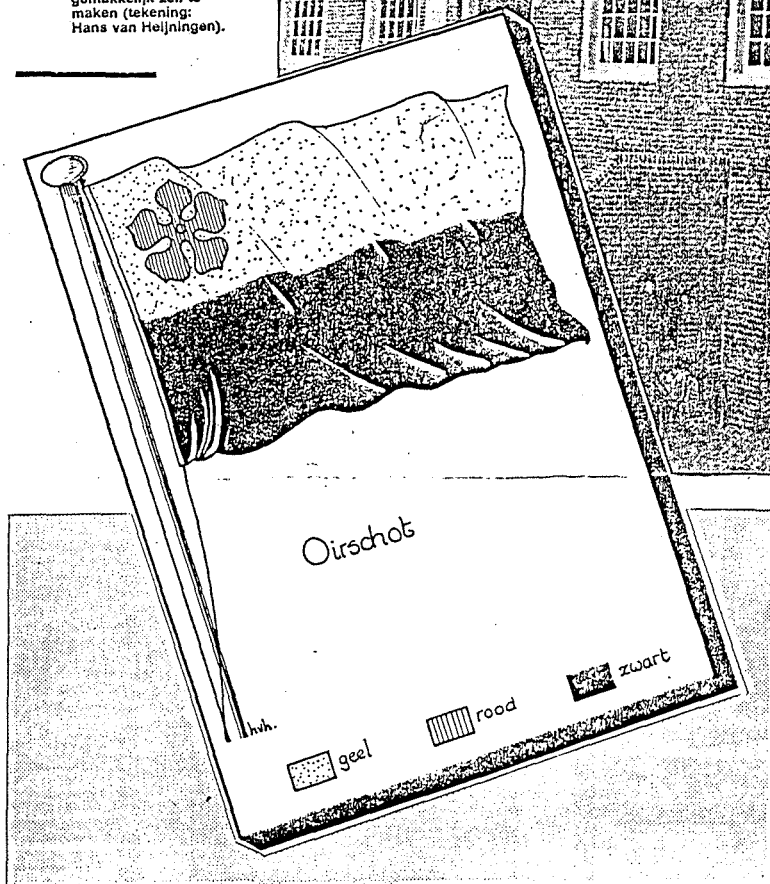 gemakkelijk zelf te
maken (tekening:
Hans van Heijningen).
Oirschot
hvh.
geel
rood
zwart